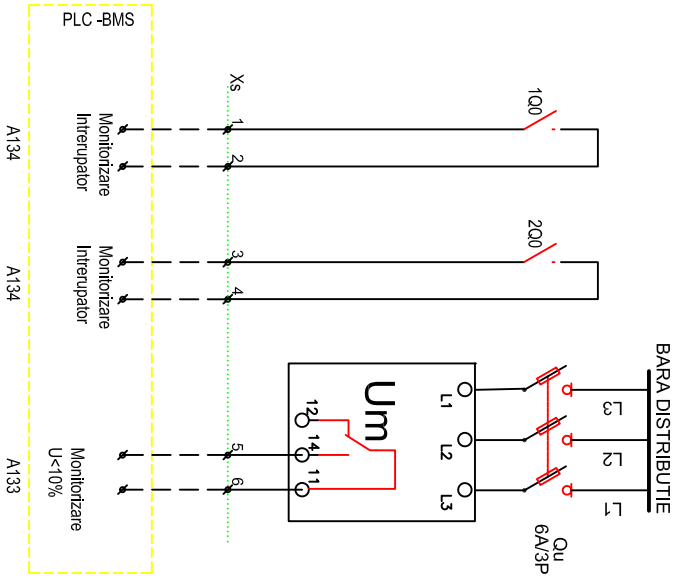 PLC -BMS
Xs
1
2
1Q0
Monitorizare
Intrerupator
A134
3
4
2Q0
Monitorizare
Intrerupator
A134
BARA DISTRIBUTIE
L3
L2
L1
Qu
6A/3P
Um
L1
L2
L3
12
14
11
5
6
Monitorizare
U<10%
A133